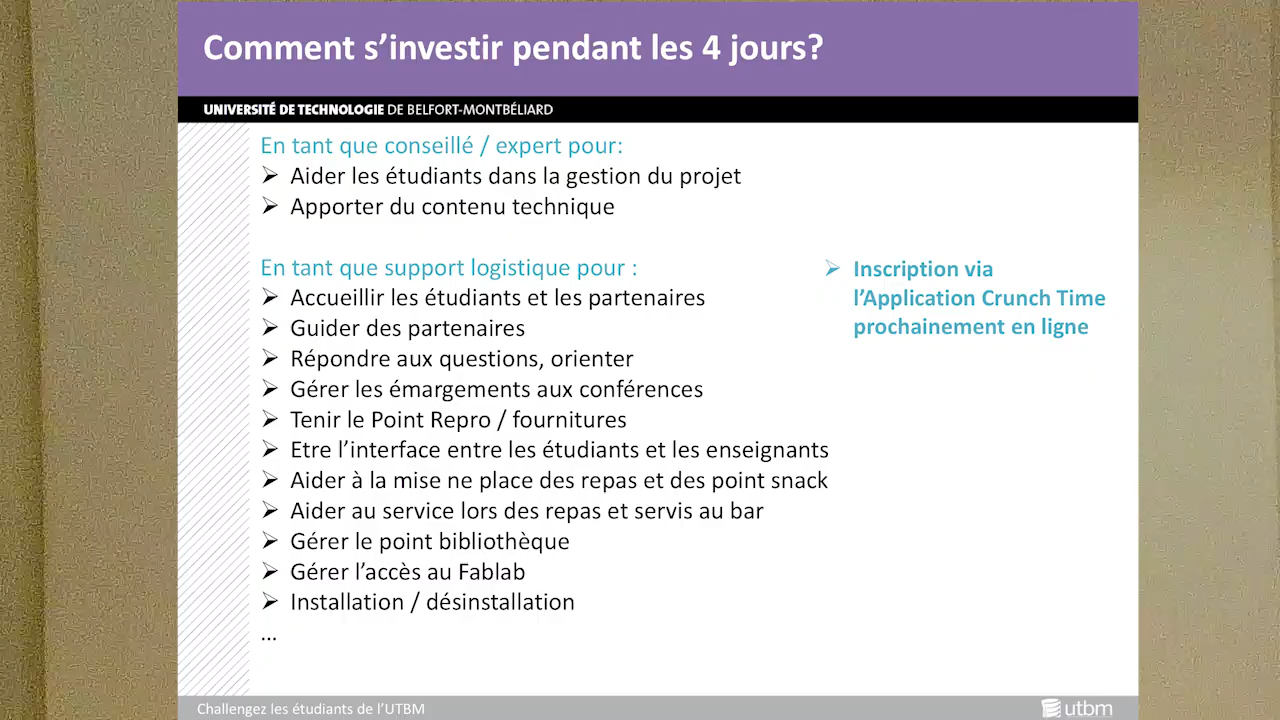 Comment s’investir pendant les 4 jours?
UNIVERSITÉ DE TECHNOLOGIE DE BELFORT-MONTBÉLIARD
En tant que conseillé / expert pour:
➢ Aider les étudiants dans la gestion du projet
➢ Apporter du contenu technique
En tant que support logistique pour :
➢ Accueillir les étudiants et les partenaires
➢ Guider des partenaires
➢ Répondre aux questions, orienter
➢ Gérer les émargements aux conférences
➢ Tenir le Point Repro / fournitures
➢ Etre l’interface entre les étudiants et les enseignants
➢ Aider à la mise ne place des repas et des point snack
➢ Aider au service lors des repas et servis au bar
➢ Gérer le point bibliothèque
➢ Gérer l’accès au Fablab
➢ Installation / désinstallation
...
➢ Inscription via
l’Application Crunch Time
prochainement en ligne
Challengez les étudiants de l’UTBM
utbm